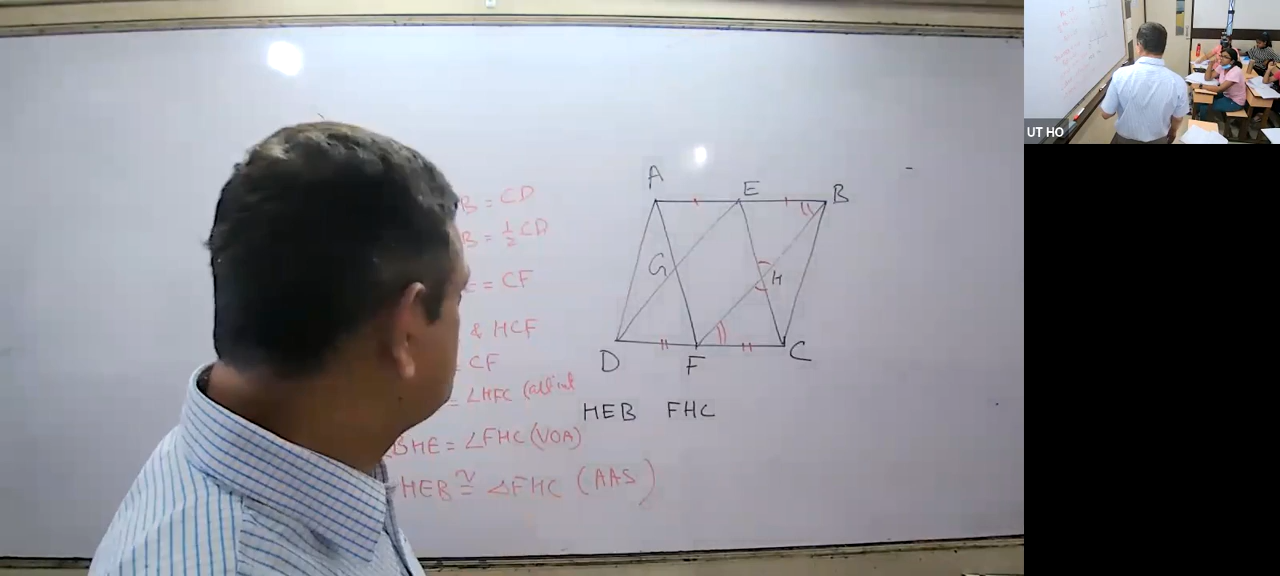 B = CD
B = 1/2 CD
= CF
& HCF
= CF
= ∠HFC (alt int
BHE = ∠FHC (VOA)
HEB ≅ △FHC (AAS)
A E B
G H
D F C
HEB FHC
UT HO